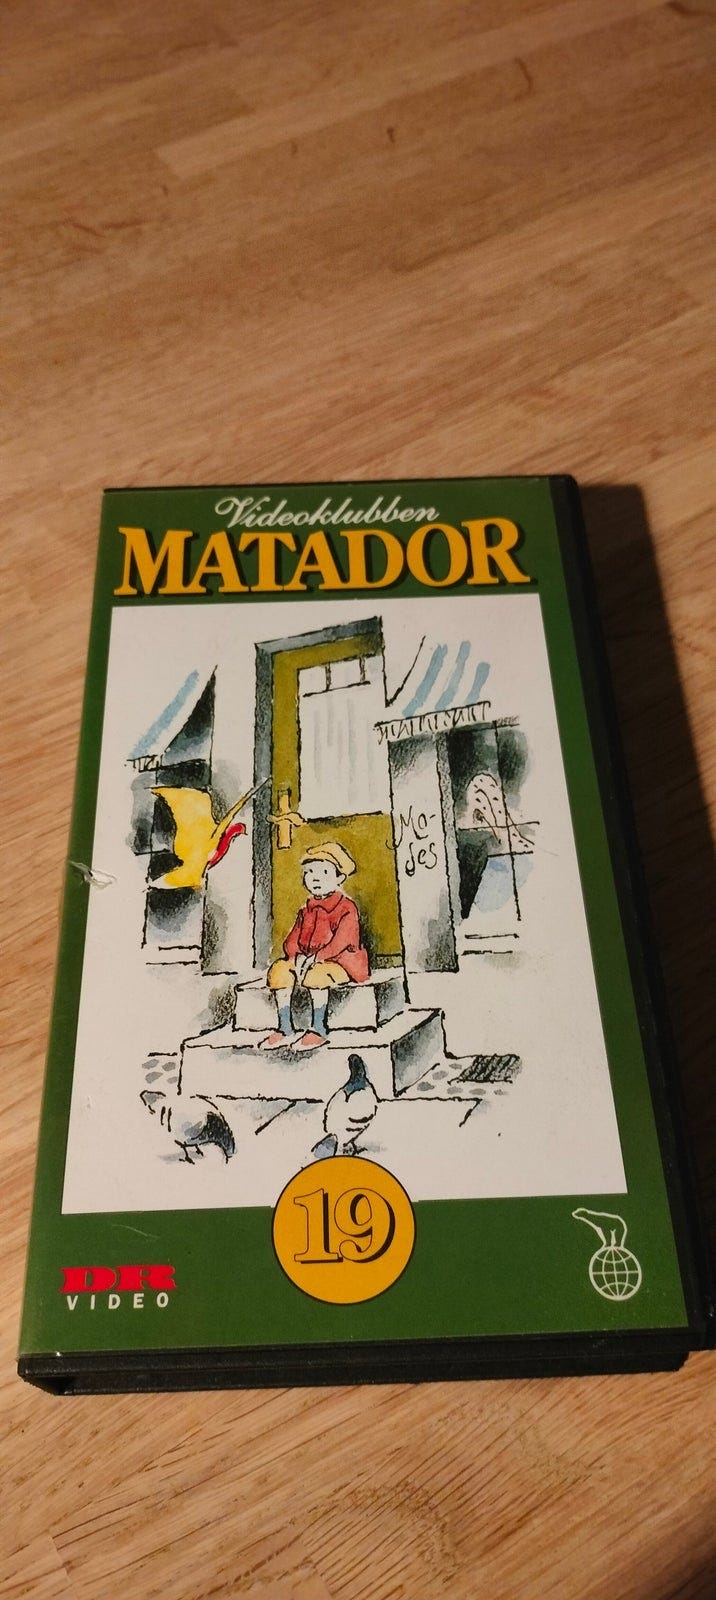 Videoklubben
MATADOR
Mo-
des
19
DR
VIDEO